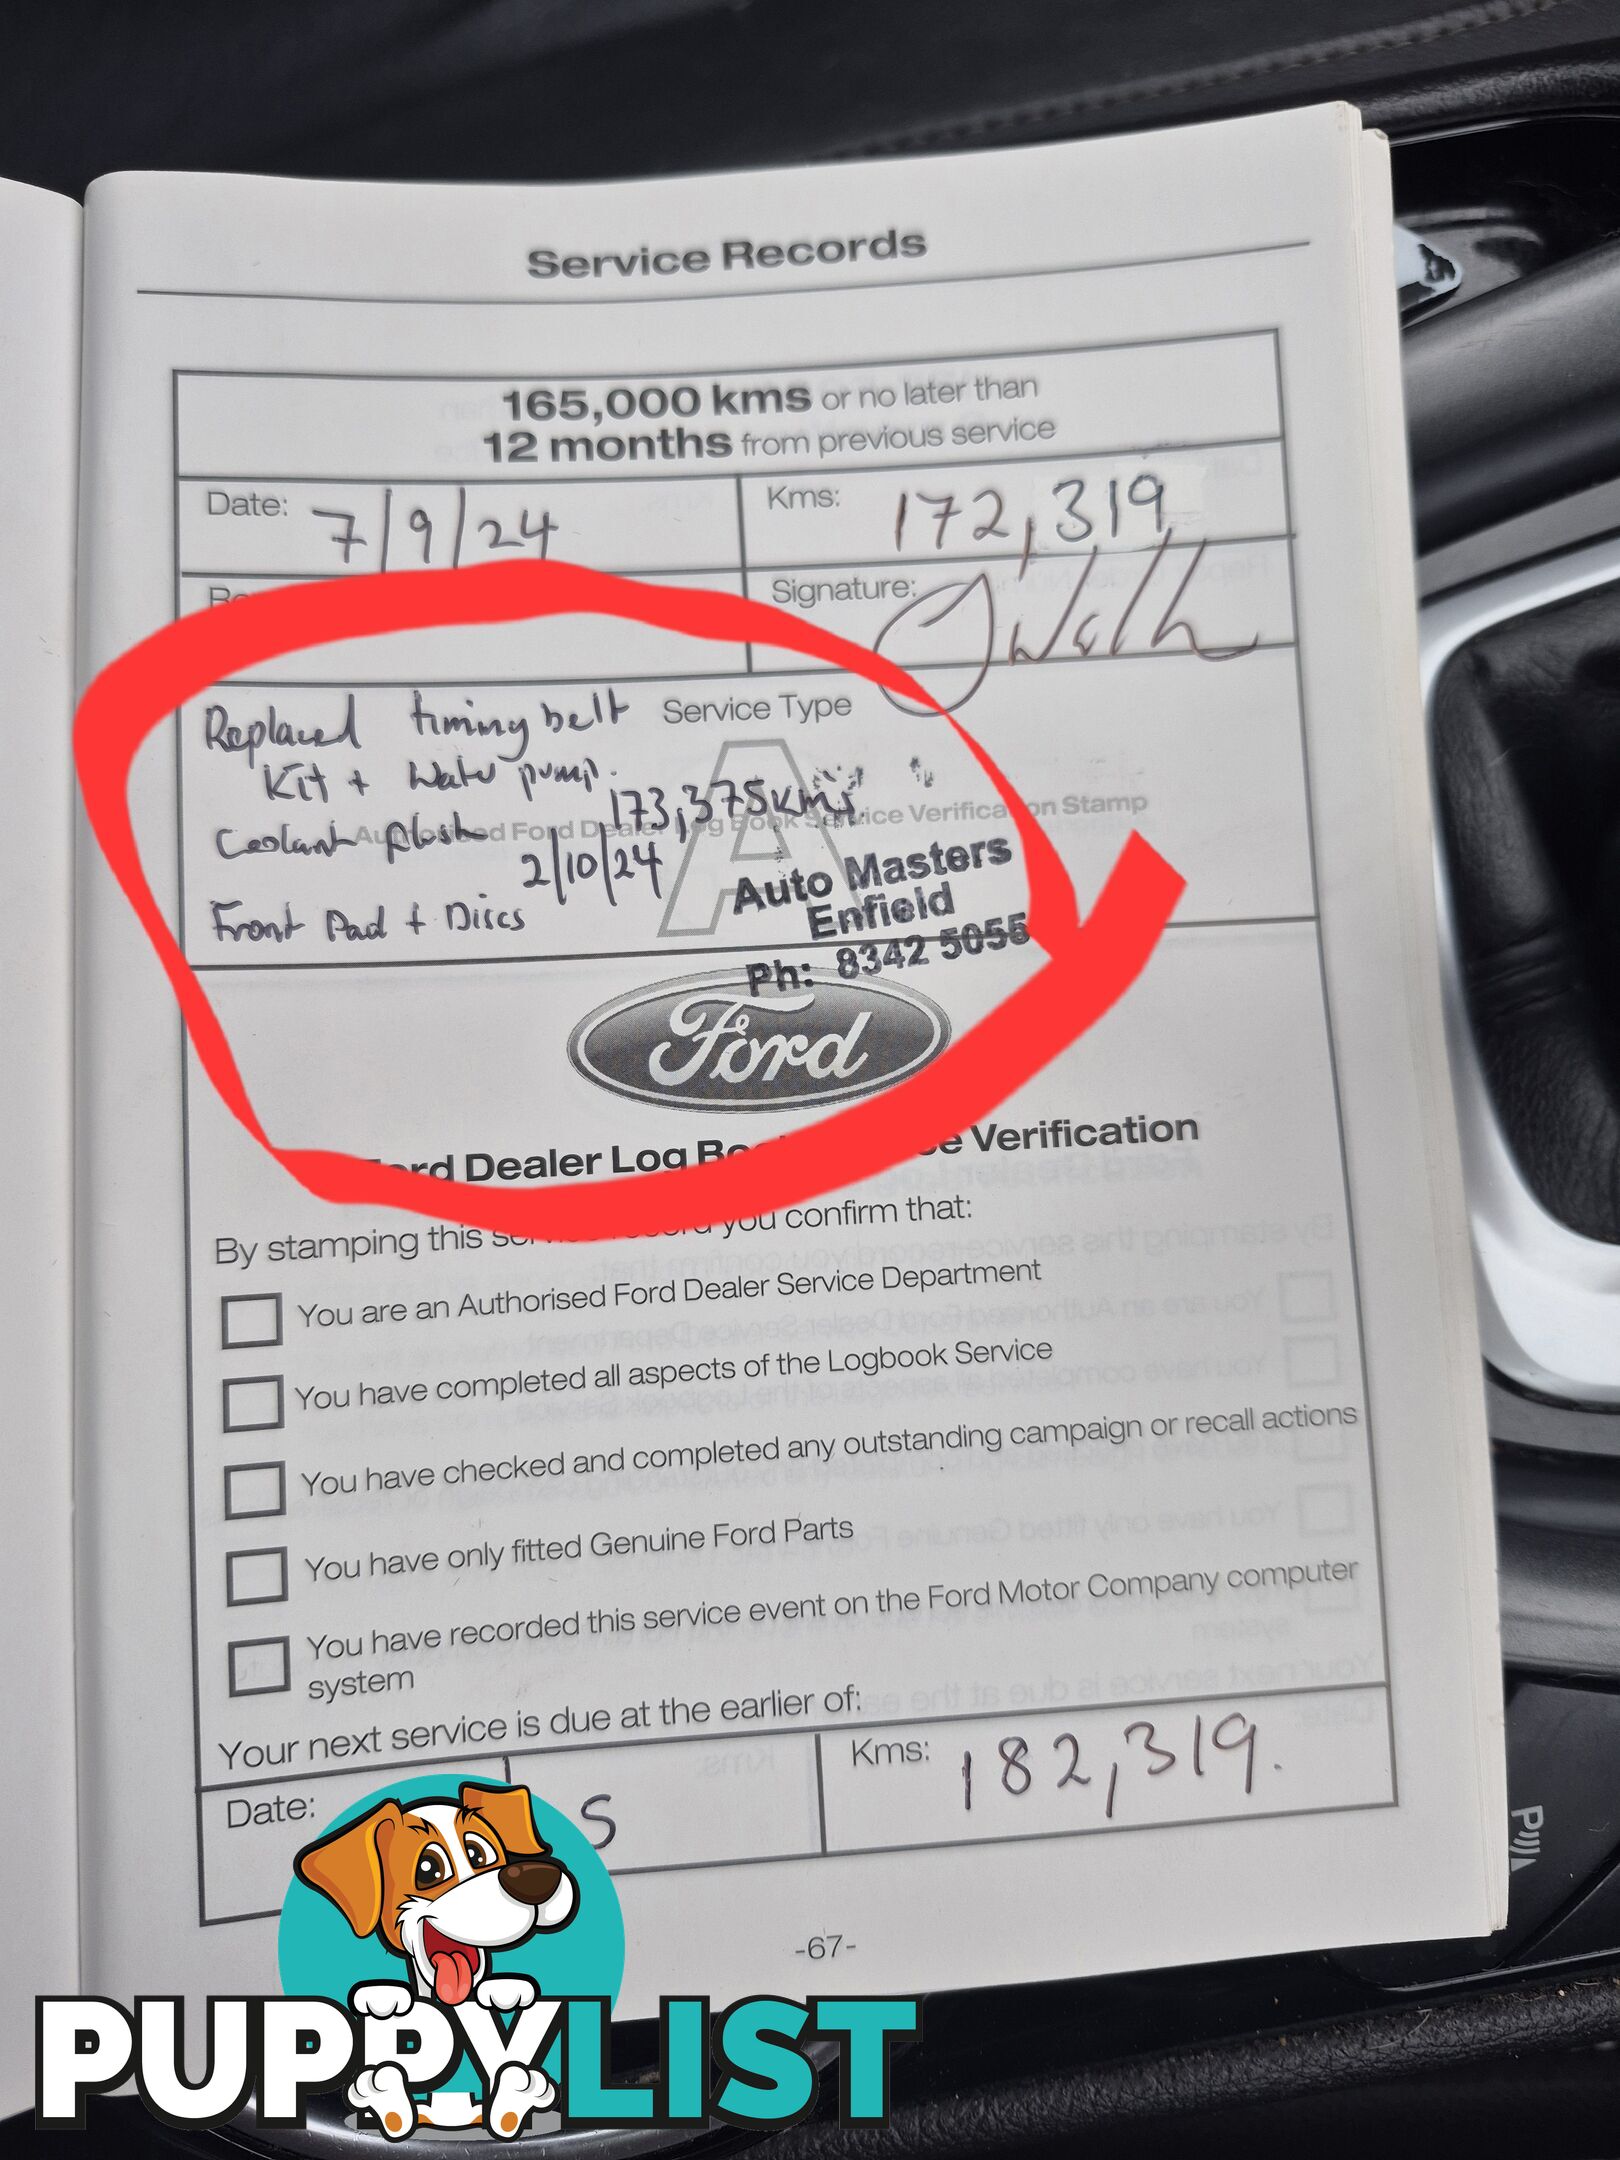 Service Records
165,000 kms or no later than
12 months from previous service
Date: 7/9/24
Kms: 172,319
Signature:
Replaced timing belt
Kit + Water pump.
Service Type
A
173,375 Kms.
Coolant flush
Authorised Ford Dealer Log Book Service Verification Stamp
2/10/24
Front Pad + Discs
Auto Masters
Enfield
Ph: 8342 5055
Ford
Ford Dealer Log Verification
By stamping this you confirm that:
You are an Authorised Ford Dealer Service Department
You have completed all aspects of the Logbook Service
You have checked and completed any outstanding campaign or recall actions
You have only fitted Genuine Ford Parts
You have recorded this service event on the Ford Motor Company computer
system
Your next service is due at the earlier of:
Date:
Kms: 182,319.
-67-
PUPPYLIST